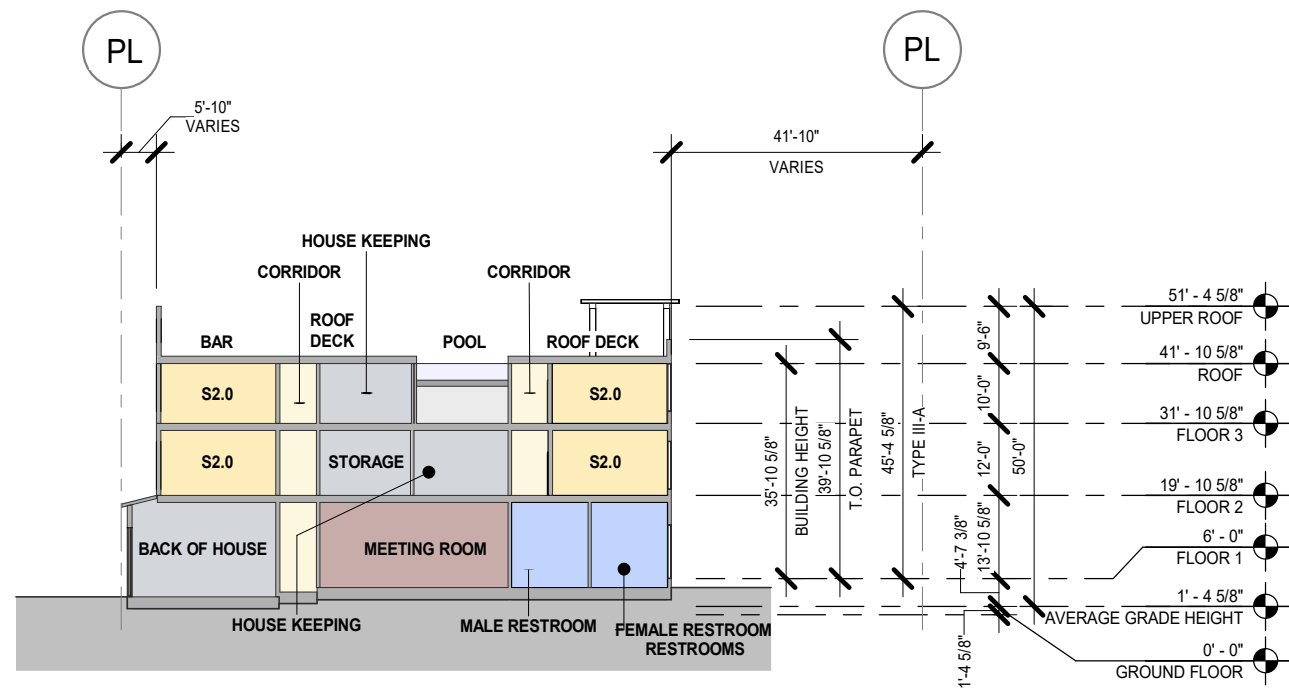 PL
PL
5'-10"
VARIES
41'-10"
VARIES
HOUSE KEEPING
CORRIDOR
CORRIDOR
BAR
ROOF
DECK
POOL
ROOF DECK
S2.0
S2.0
S2.0
STORAGE
S2.0
BACK OF HOUSE
MEETING ROOM
HOUSE KEEPING
MALE RESTROOM
FEMALE RESTROOM
RESTROOMS
35'-10 5/8"
BUILDING HEIGHT
39'-10 5/8"
T.O. PARAPET
45'-4 5/8"
TYPE III-A
9'-6"
10'-0"
12'-0"
13'-10 5/8"
4'-7 3/8"
1'-4 5/8"
50'-0"
51' - 4 5/8"
UPPER ROOF
41' - 10 5/8"
ROOF
31' - 10 5/8"
FLOOR 3
19' - 10 5/8"
FLOOR 2
6' - 0"
FLOOR 1
1' - 4 5/8"
AVERAGE GRADE HEIGHT
0' - 0"
GROUND FLOOR